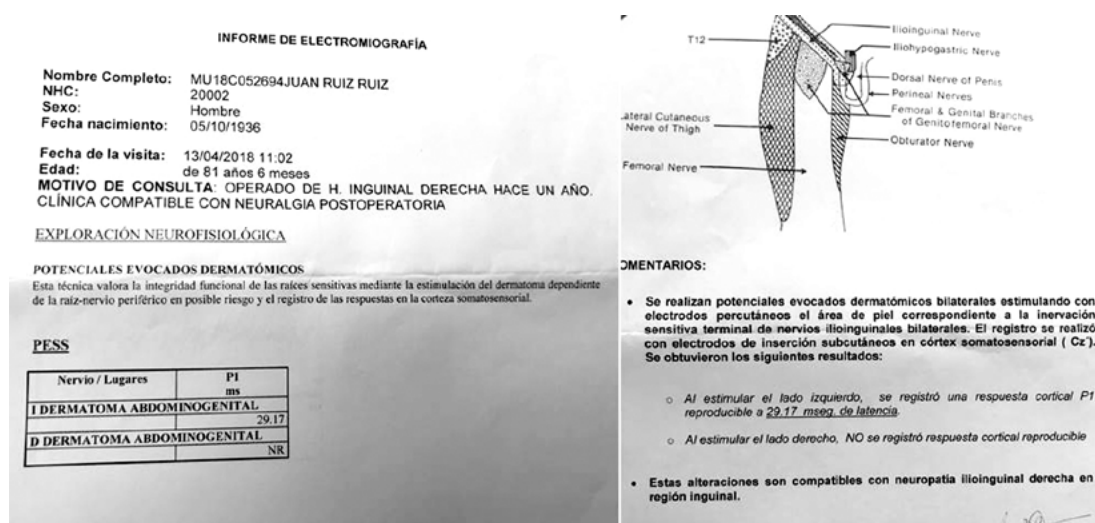 INFORME DE ELECTROMIOGRAFÍA
Nombre Completo: MU18C052694JUAN RUIZ RUIZ
NHC: 20002
Sexo: Hombre
Fecha nacimiento: 05/10/1936
Fecha de la visita: 13/04/2018 11:02
Edad: de 81 años 6 meses
MOTIVO DE CONSULTA: OPERADO DE H. INGUINAL DERECHA HACE UN AÑO.
CLÍNICA COMPATIBLE CON NEURALGIA POSTOPERATORIA
EXPLORACIÓN NEUROFISIOLÓGICA
POTENCIALES EVOCADOS DERMATÓMICOS
Esta técnica valora la integridad funcional de las raíces sensitivas mediante la estimulación del dermatoma dependiente
de la raíz-nervio periférico en posible riesgo y el registro de las respuestas en la corteza somatosensorial.
PESS
Nervio / Lugares P1
ms
I DERMATOMA ABDOMINOGENITAL
29.17
D DERMATOMA ABDOMINOGENITAL
NR
T12
Ilioinguinal Nerve
Iliohypogastric Nerve
Dorsal Nerve of Penis
Perineal Nerves
Femoral & Genital Branches
of Genitofemoral Nerve
Obturator Nerve
ateral Cutaneous
Nerve of Thigh
Femoral Nerve
OMENTARIOS:
• Se realizan potenciales evocados dermatómicos bilaterales estimulando con
electrodos percutáneos el área de piel correspondiente a la inervación
sensitiva terminal de nervios ilioinguinales bilaterales. El registro se realizó
con electrodos de inserción subcutáneos en córtex somatosensorial ( Cz´).
Se obtuvieron los siguientes resultados:
o Al estimular el lado izquierdo, se registró una respuesta cortical P1
reproducible a 29.17 mseg. de latencia.
o Al estimular el lado derecho, NO se registró respuesta cortical reproducible
• Estas alteraciones son compatibles con neuropatía ilioinguinal derecha en
región inguinal.